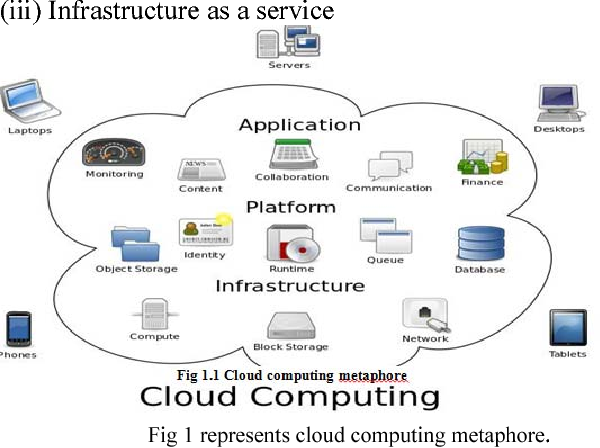 (iii) Infrastructure as a service
Servers
Laptops
Desktops
Application
Monitoring
NEWS
Content
Collaboration
Communication
Finance
Platform
Object Storage
Identity
Runtime
Queue
Database
Infrastructure
Compute
Block Storage
Network
Phones
Tablets
Fig 1.1 Cloud computing metaphore
Cloud Computing
Fig 1 represents cloud computing metaphore.